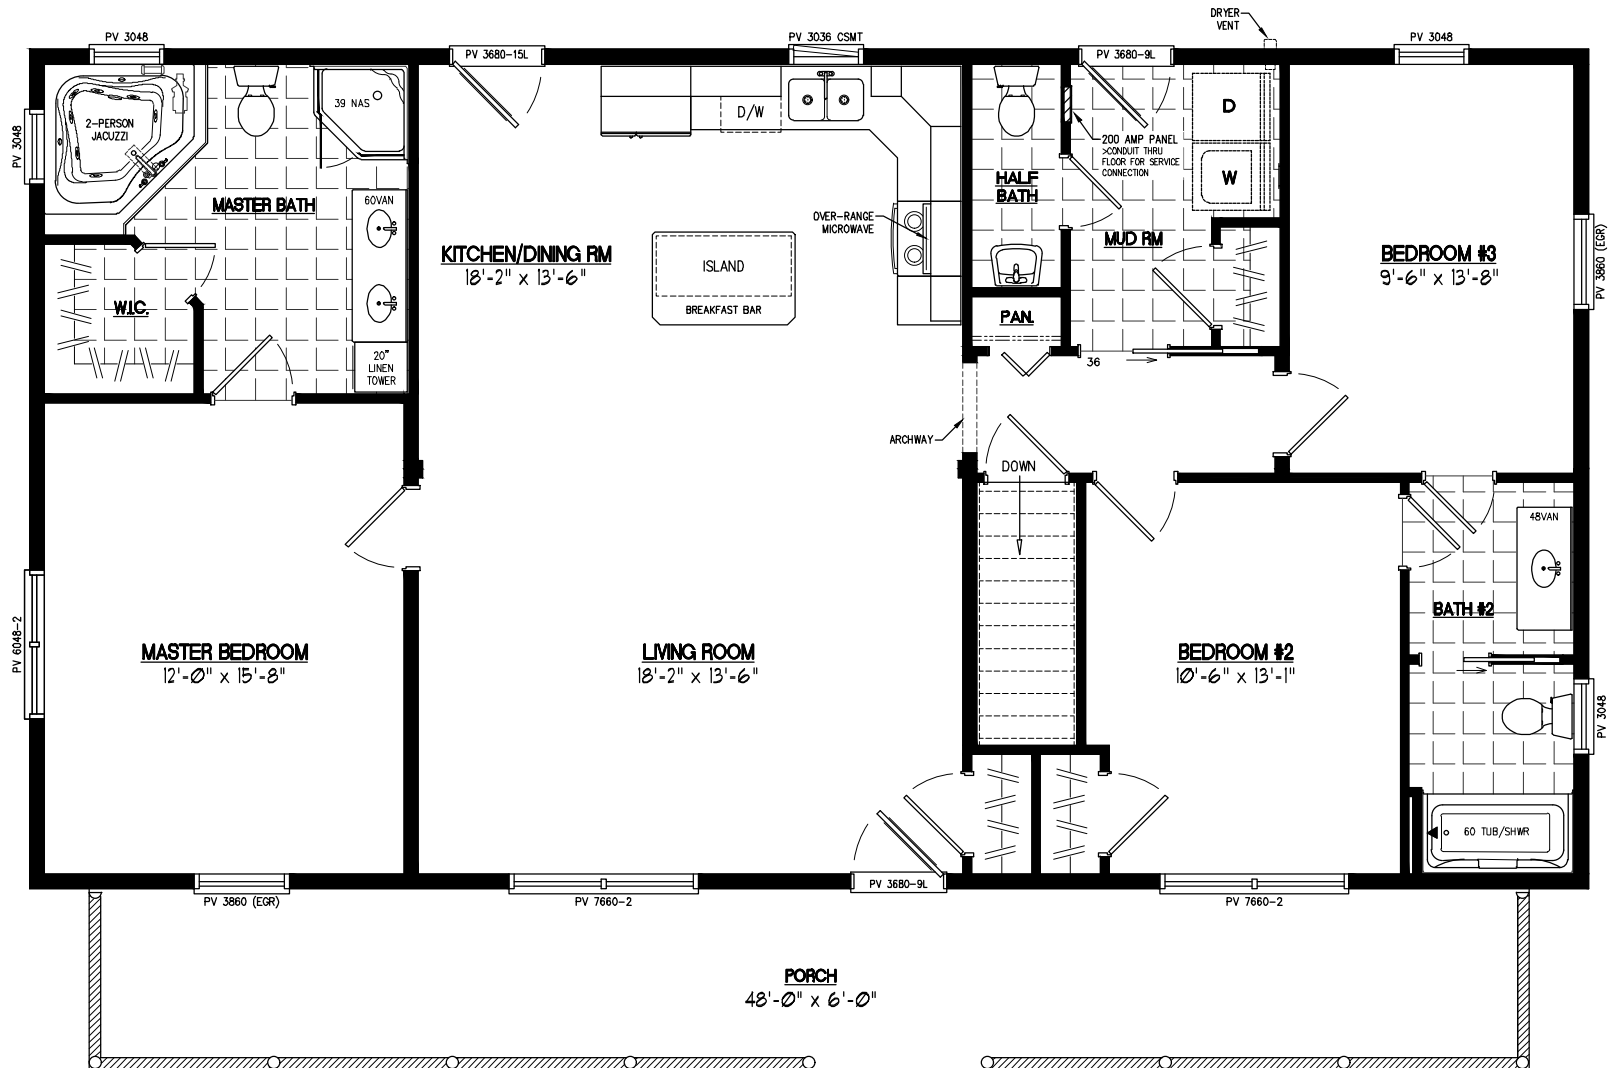 DRYER
VENT
PV 3048
PV 3680-15L
PV 3036 CSMT
PV 3680-9L
PV 3048
2-PERSON
JACUZZI
39 NAS
D/W
D
W
200 AMP PANEL
>CONDUIT THRU
FLOOR FOR SERVICE
CONNECTION
PV 3048
MASTER BATH
60VAN
HALF
BATH
OVER-RANGE
MICROWAVE
MUD RM
KITCHEN/DINING RM
18'-2" x 13'-6"
ISLAND
BREAKFAST BAR
BEDROOM #3
9'-6" x 13'-8"
PV 3860 (EGR)
W.I.C.
PAN.
20"
LINEN
TOWER
36
ARCHWAY
DOWN
48VAN
BATH #2
PV 6048-2
MASTER BEDROOM
12'-0" x 15'-8"
LIVING ROOM
18'-2" x 13'-6"
BEDROOM #2
10'-6" x 13'-1"
PV 3048
60 TUB/SHWR
PV 3860 (EGR)
PV 7660-2
PV 3680-9L
PV 7660-2
PORCH
48'-0" x 6'-0"